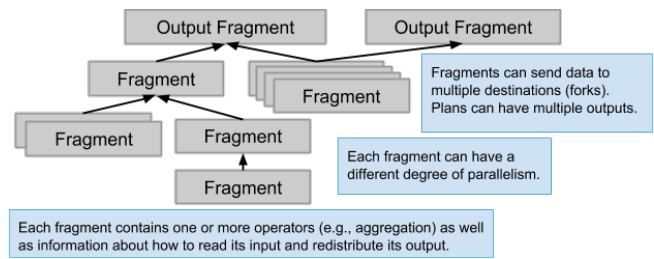 Output Fragment
Output Fragment
Fragment
Fragment
Fragments can send data to
multiple destinations (forks).
Plans can have multiple outputs.
Fragment
Fragment
Each fragment can have a
different degree of parallelism.
Fragment
Each fragment contains one or more operators (e.g., aggregation) as well
as information about how to read its input and redistribute its output.